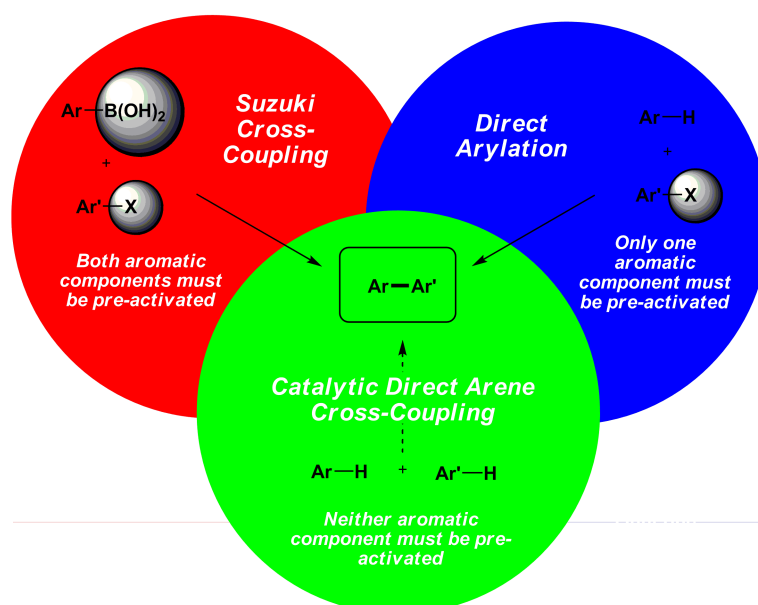 Suzuki
Cross-
Coupling
Ar—B(OH)2
+
Ar'—X
Both aromatic
components must
be pre-activated
Direct
Arylation
Ar—H
+
Ar'—X
Only one
aromatic
component must
be pre-activated
Ar—Ar'
Catalytic Direct Arene
Cross-Coupling
Ar—H + Ar'—H
Neither aromatic
component must be pre-
activated